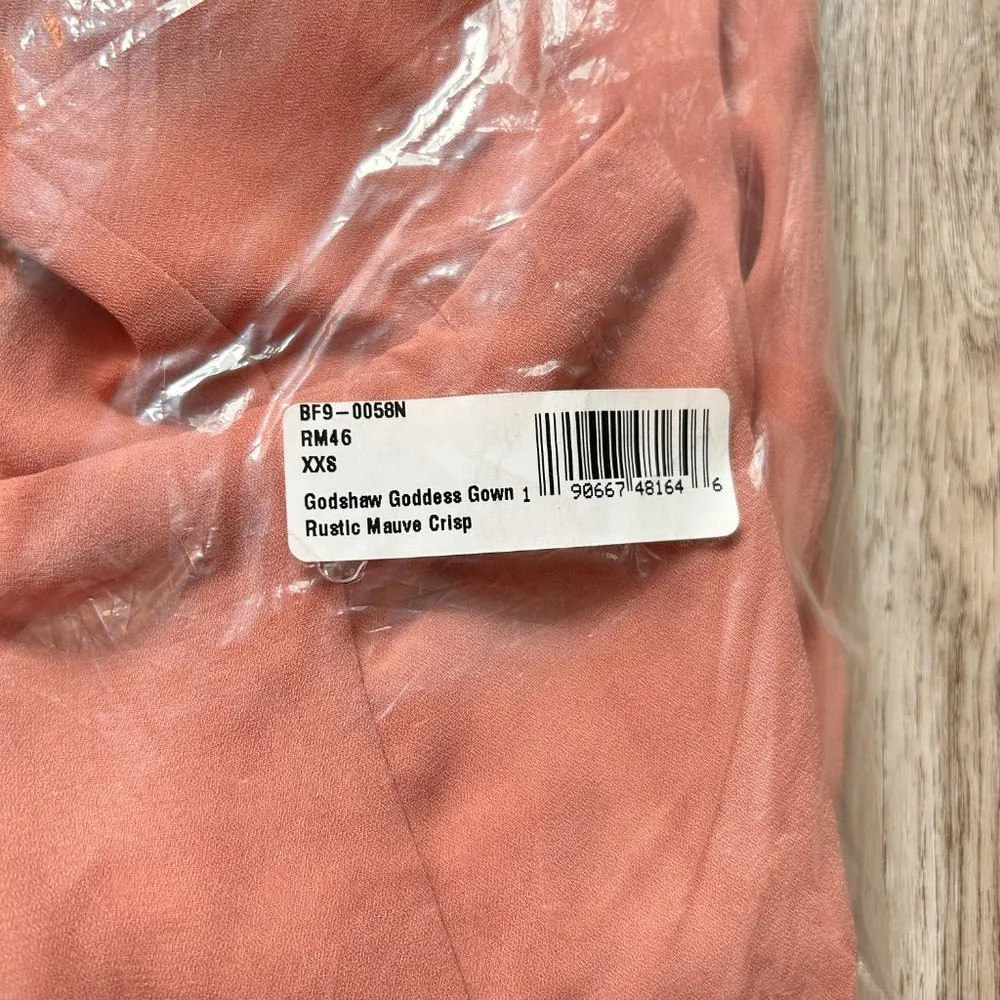 BF9-0058N
RM46
XXS
Godshaw Goddess Gown
Rustic Mauve Crisp
1 90667 48164 6